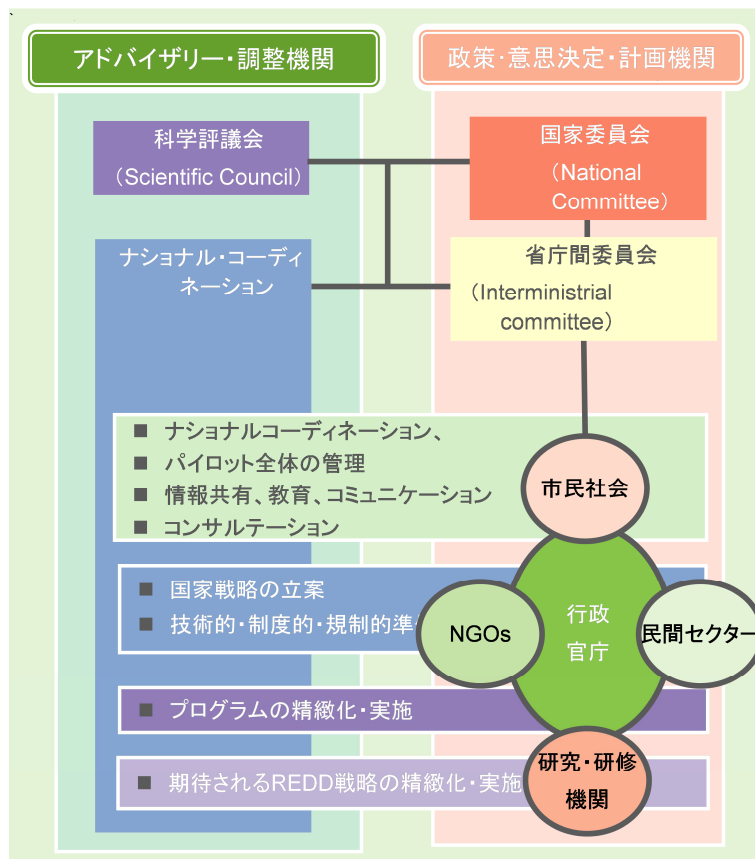 アドバイザリー・調整機関
政策・意思決定・計画機関
科学評議会
（Scientific Council）
国家委員会
（National
Committee）
ナショナル・コーディ
ネーション
省庁間委員会
（Interministrial
committee）
■ ナショナルコーディネーション、
■ パイロット全体の管理
■ 情報共有、教育、コミュニケーション
■ コンサルテーション
市民社会
■ 国家戦略の立案
■ 技術的・制度的・規制的準
行政
官庁
NGOs
民間セクター
■ プログラムの精緻化・実施
■ 期待されるREDD戦略の精緻化・実施
研究・研修
機関